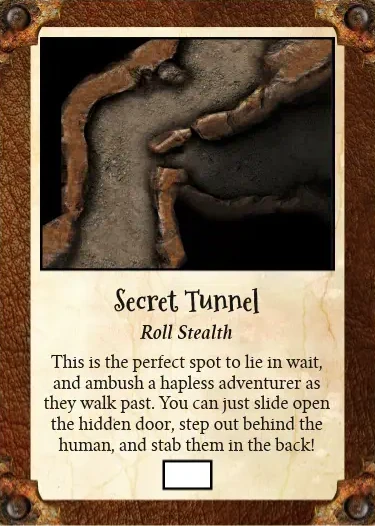 Secret Tunnel
Roll Stealth
This is the perfect spot to lie in wait,
and ambush a hapless adventurer as
they walk past. You can just slide open
the hidden door, step out behind the
human, and stab them in the back!